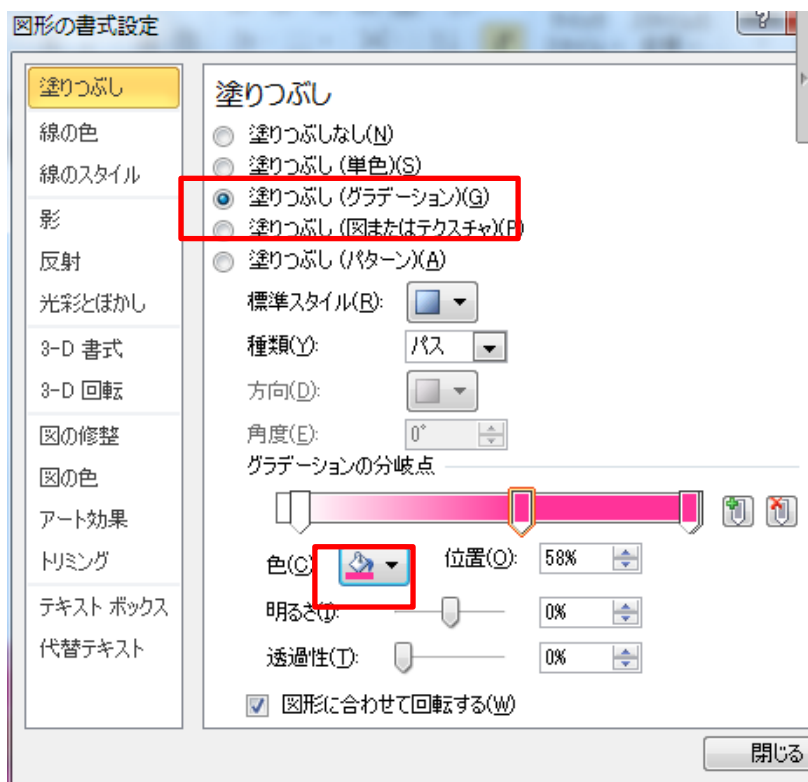 図形の書式設定
塗りつぶし
線の色
線のスタイル
影
反射
光彩とぼかし
3-D 書式
3-D 回転
図の修整
図の色
アート効果
トリミング
テキスト ボックス
代替テキスト
塗りつぶし
塗りつぶしなし(N)
塗りつぶし (単色)(S)
塗りつぶし (グラデーション)(G)
塗りつぶし (図またはテクスチャ)(P)
塗りつぶし (パターン)(A)
標準スタイル(R):
種類(Y): パス
方向(D):
角度(E): 0°
グラデーションの分岐点
色(C) 位置(O): 58%
明るさ(I): 0%
透過性(T): 0%
図形に合わせて回転する(W)
閉じる